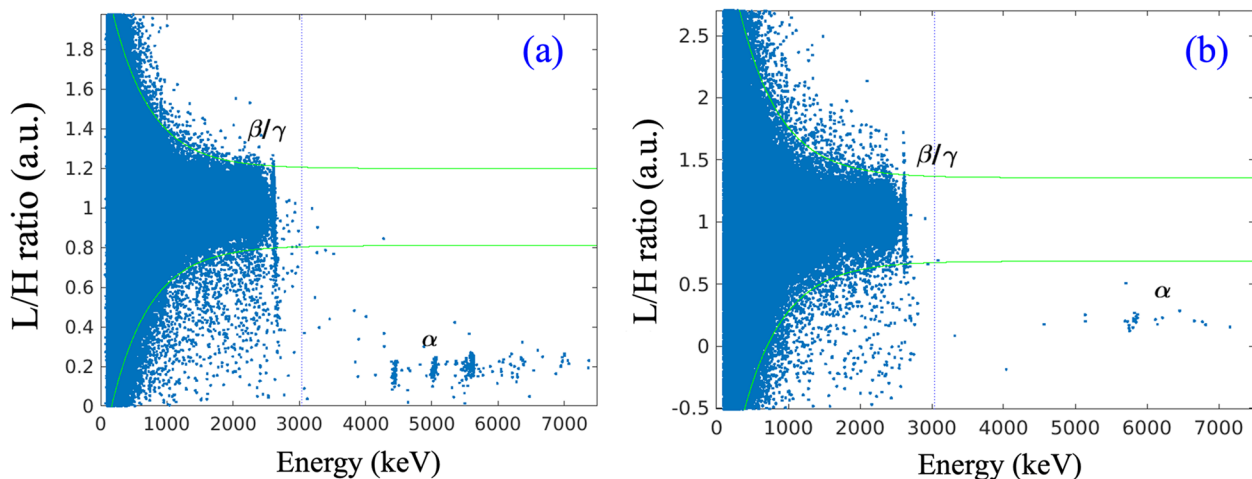 (a)
1.8
1.6
1.4
1.2
1
0.8
0.6
0.4
0.2
0
L/H ratio (a.u.)
β/γ
α
0 1000 2000 3000 4000 5000 6000 7000
Energy (keV)
(b)
2.5
2
1.5
1
0.5
0
-0.5
L/H ratio (a.u.)
β/γ
α
0 1000 2000 3000 4000 5000 6000 7000
Energy (keV)